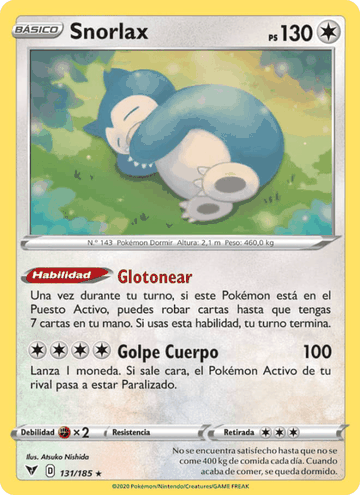 BÁSICO Snorlax PS 130
N.º 143 Pokémon Dormir Altura: 2,1 m Peso: 460,0 kg
Habilidad Glotonear
Una vez durante tu turno, si este Pokémon está en el
Puesto Activo, puedes robar cartas hasta que tengas
7 cartas en tu mano. Si usas esta habilidad, tu turno termina.
Golpe Cuerpo 100
Lanza 1 moneda. Si sale cara, el Pokémon Activo de tu
rival pasa a estar Paralizado.
Debilidad ×2 Resistencia Retirada
Ilus. Atsuko Nishida
D 131/185 ★
No se encuentra satisfecho hasta que no se
come 400 kg de comida cada día. Cuando
acaba de comer, se queda dormido.
©2020 Pokémon/Nintendo/Creatures/GAME FREAK